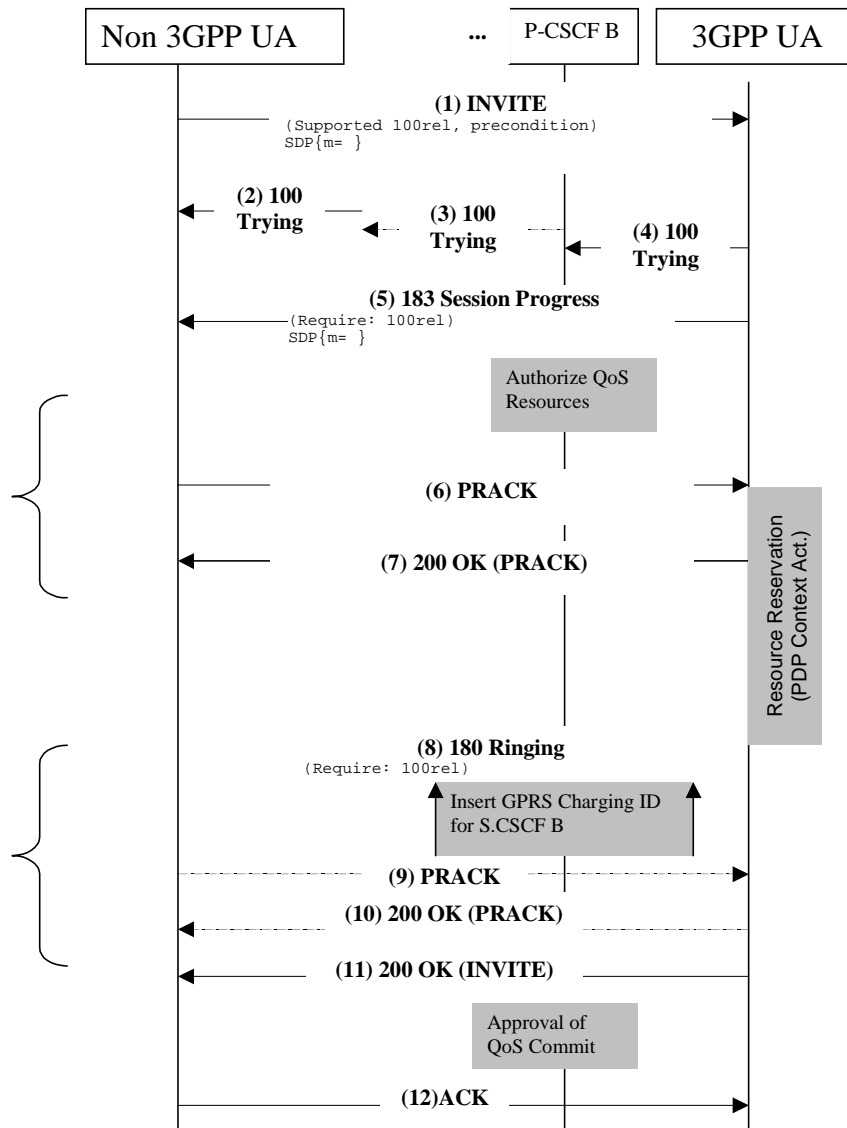 Non 3GPP UA
...
P-CSCF B
3GPP UA
(1) INVITE
(Supported 100rel, precondition)
SDP{m= }
(2) 100
Trying
(3) 100
Trying
(4) 100
Trying
(5) 183 Session Progress
(Require: 100rel)
SDP{m= }
Authorize QoS
Resources
(6) PRACK
(7) 200 OK (PRACK)
Resource Reservation
(PDP Context Act.)
(8) 180 Ringing
(Require: 100rel)
Insert GPRS Charging ID
for S.CSCF B
(9) PRACK
(10) 200 OK (PRACK)
(11) 200 OK (INVITE)
Approval of
QoS Commit
(12)ACK